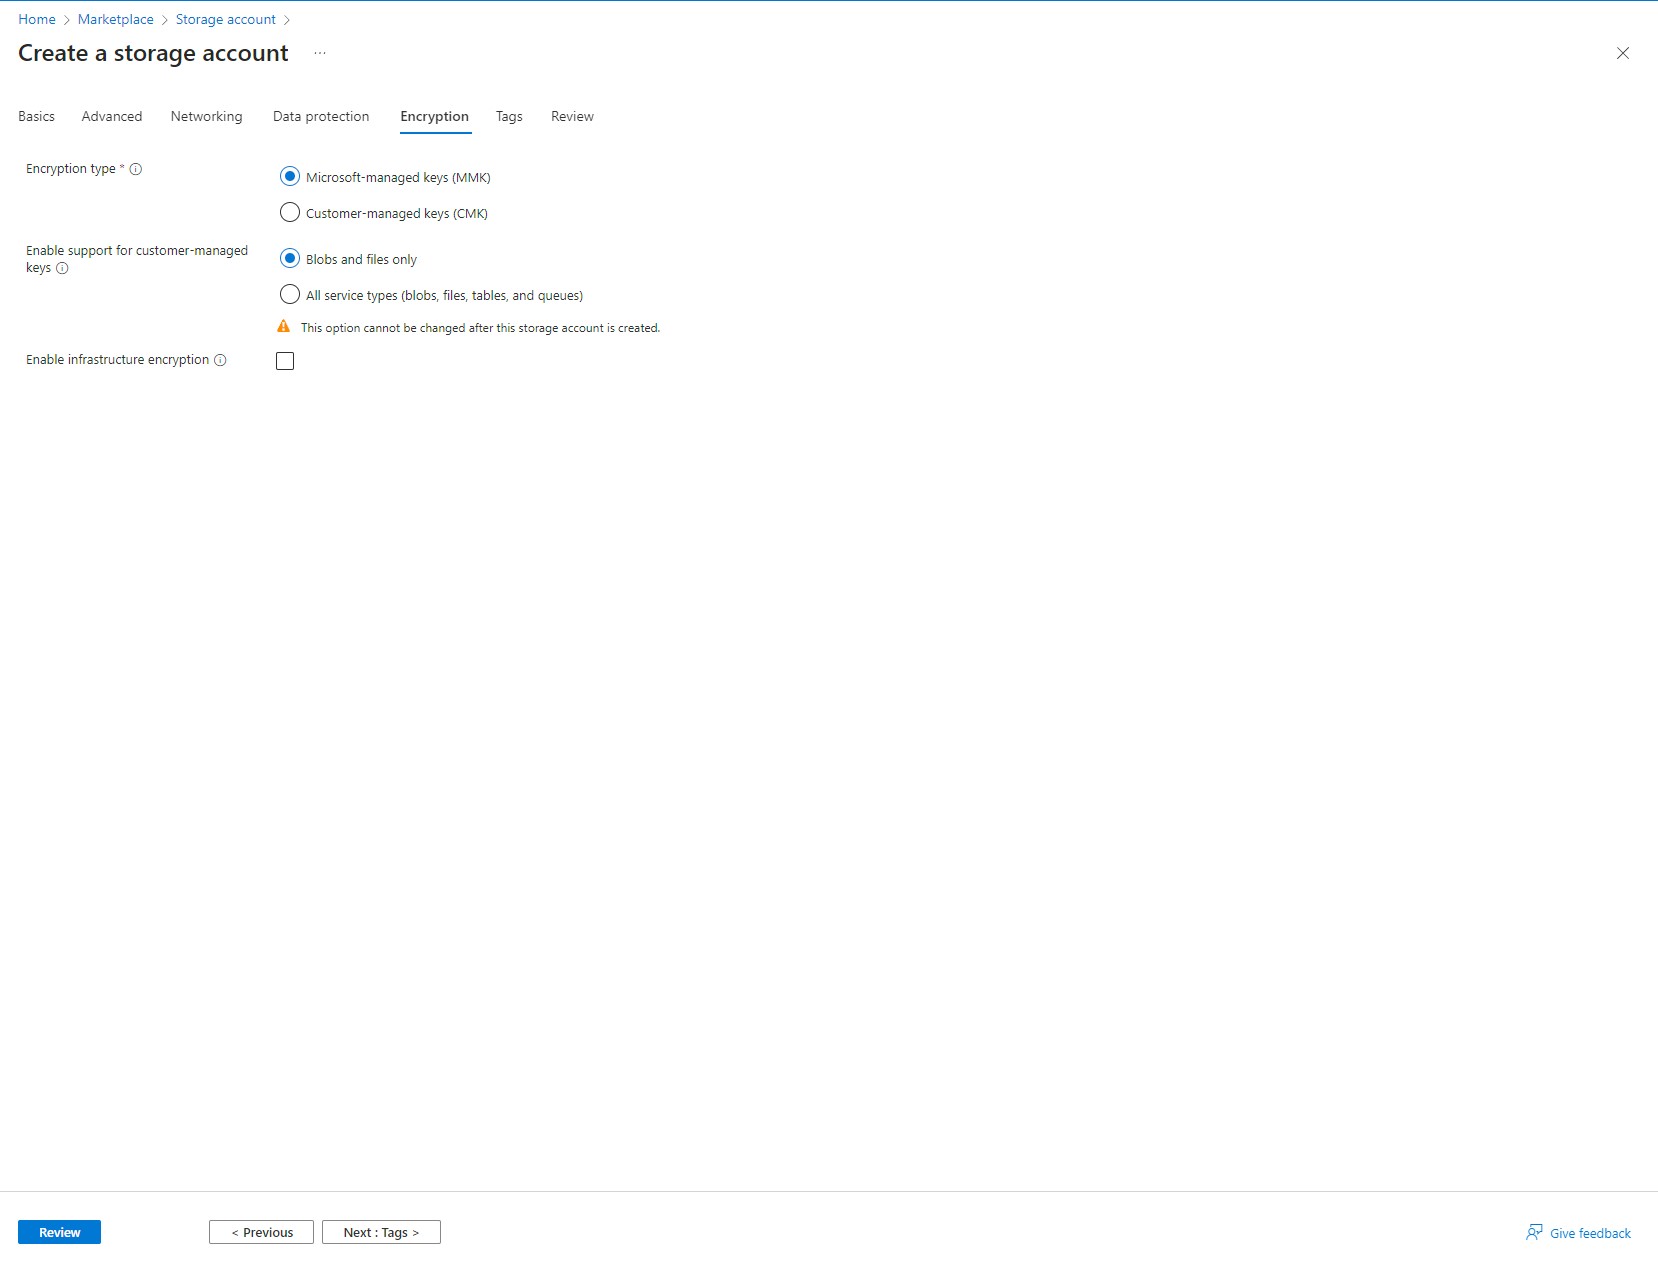 Home > Marketplace > Storage account >
Create a storage account ...
Basics Advanced Networking Data protection Encryption Tags Review
Encryption type *
Microsoft-managed keys (MMK)
Customer-managed keys (CMK)
Enable support for customer-managed
keys
Blobs and files only
All service types (blobs, files, tables, and queues)
This option cannot be changed after this storage account is created.
Enable infrastructure encryption
Review < Previous Next : Tags > Give feedback